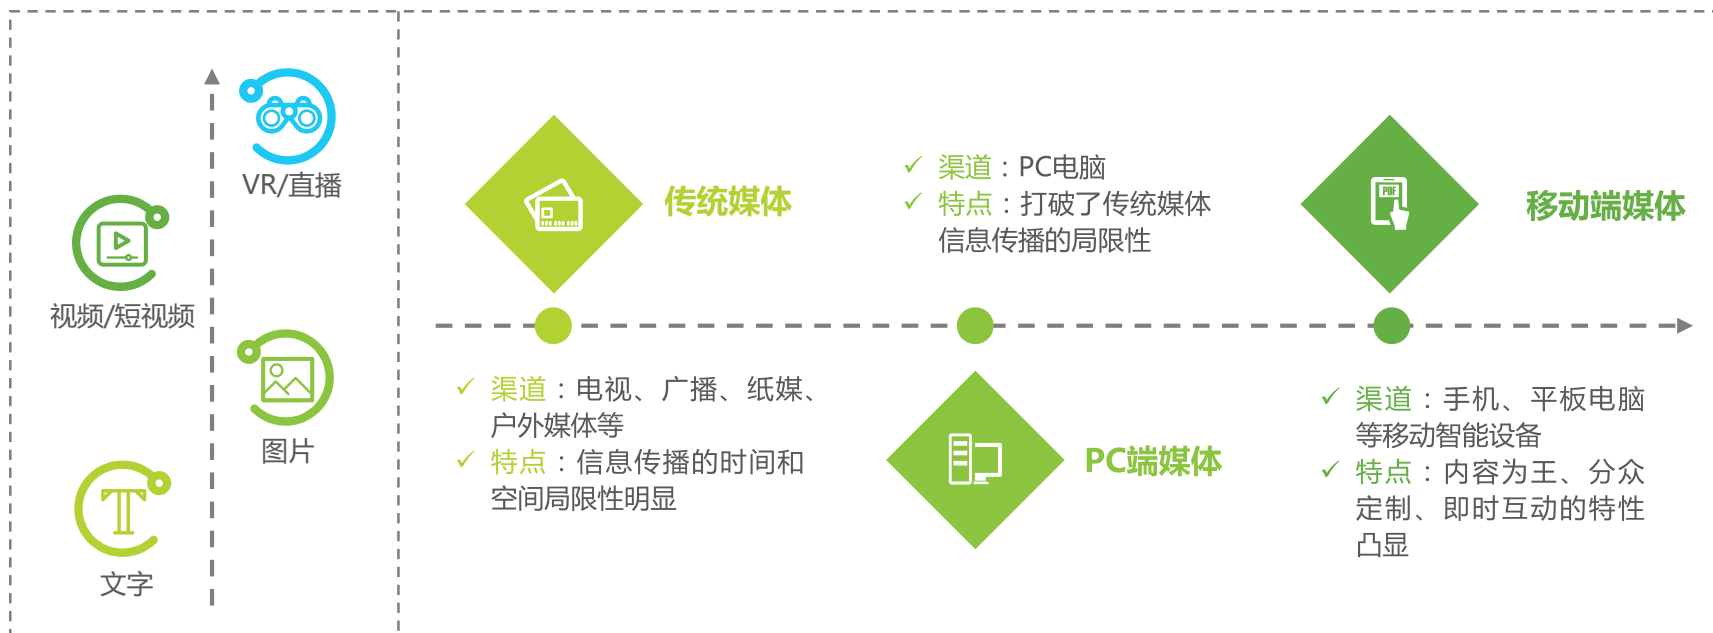 VR/直播
视频/短视频
图片
文字
传统媒体
✓ 渠道：电视、广播、纸媒、
户外媒体等
✓ 特点：信息传播的时间和
空间局限性明显
✓ 渠道：PC电脑
✓ 特点：打破了传统媒体
信息传播的局限性
PC端媒体
PDF
移动端媒体
✓ 渠道：手机、平板电脑
等移动智能设备
✓ 特点：内容为王、分众
定制、即时互动的特性
凸显